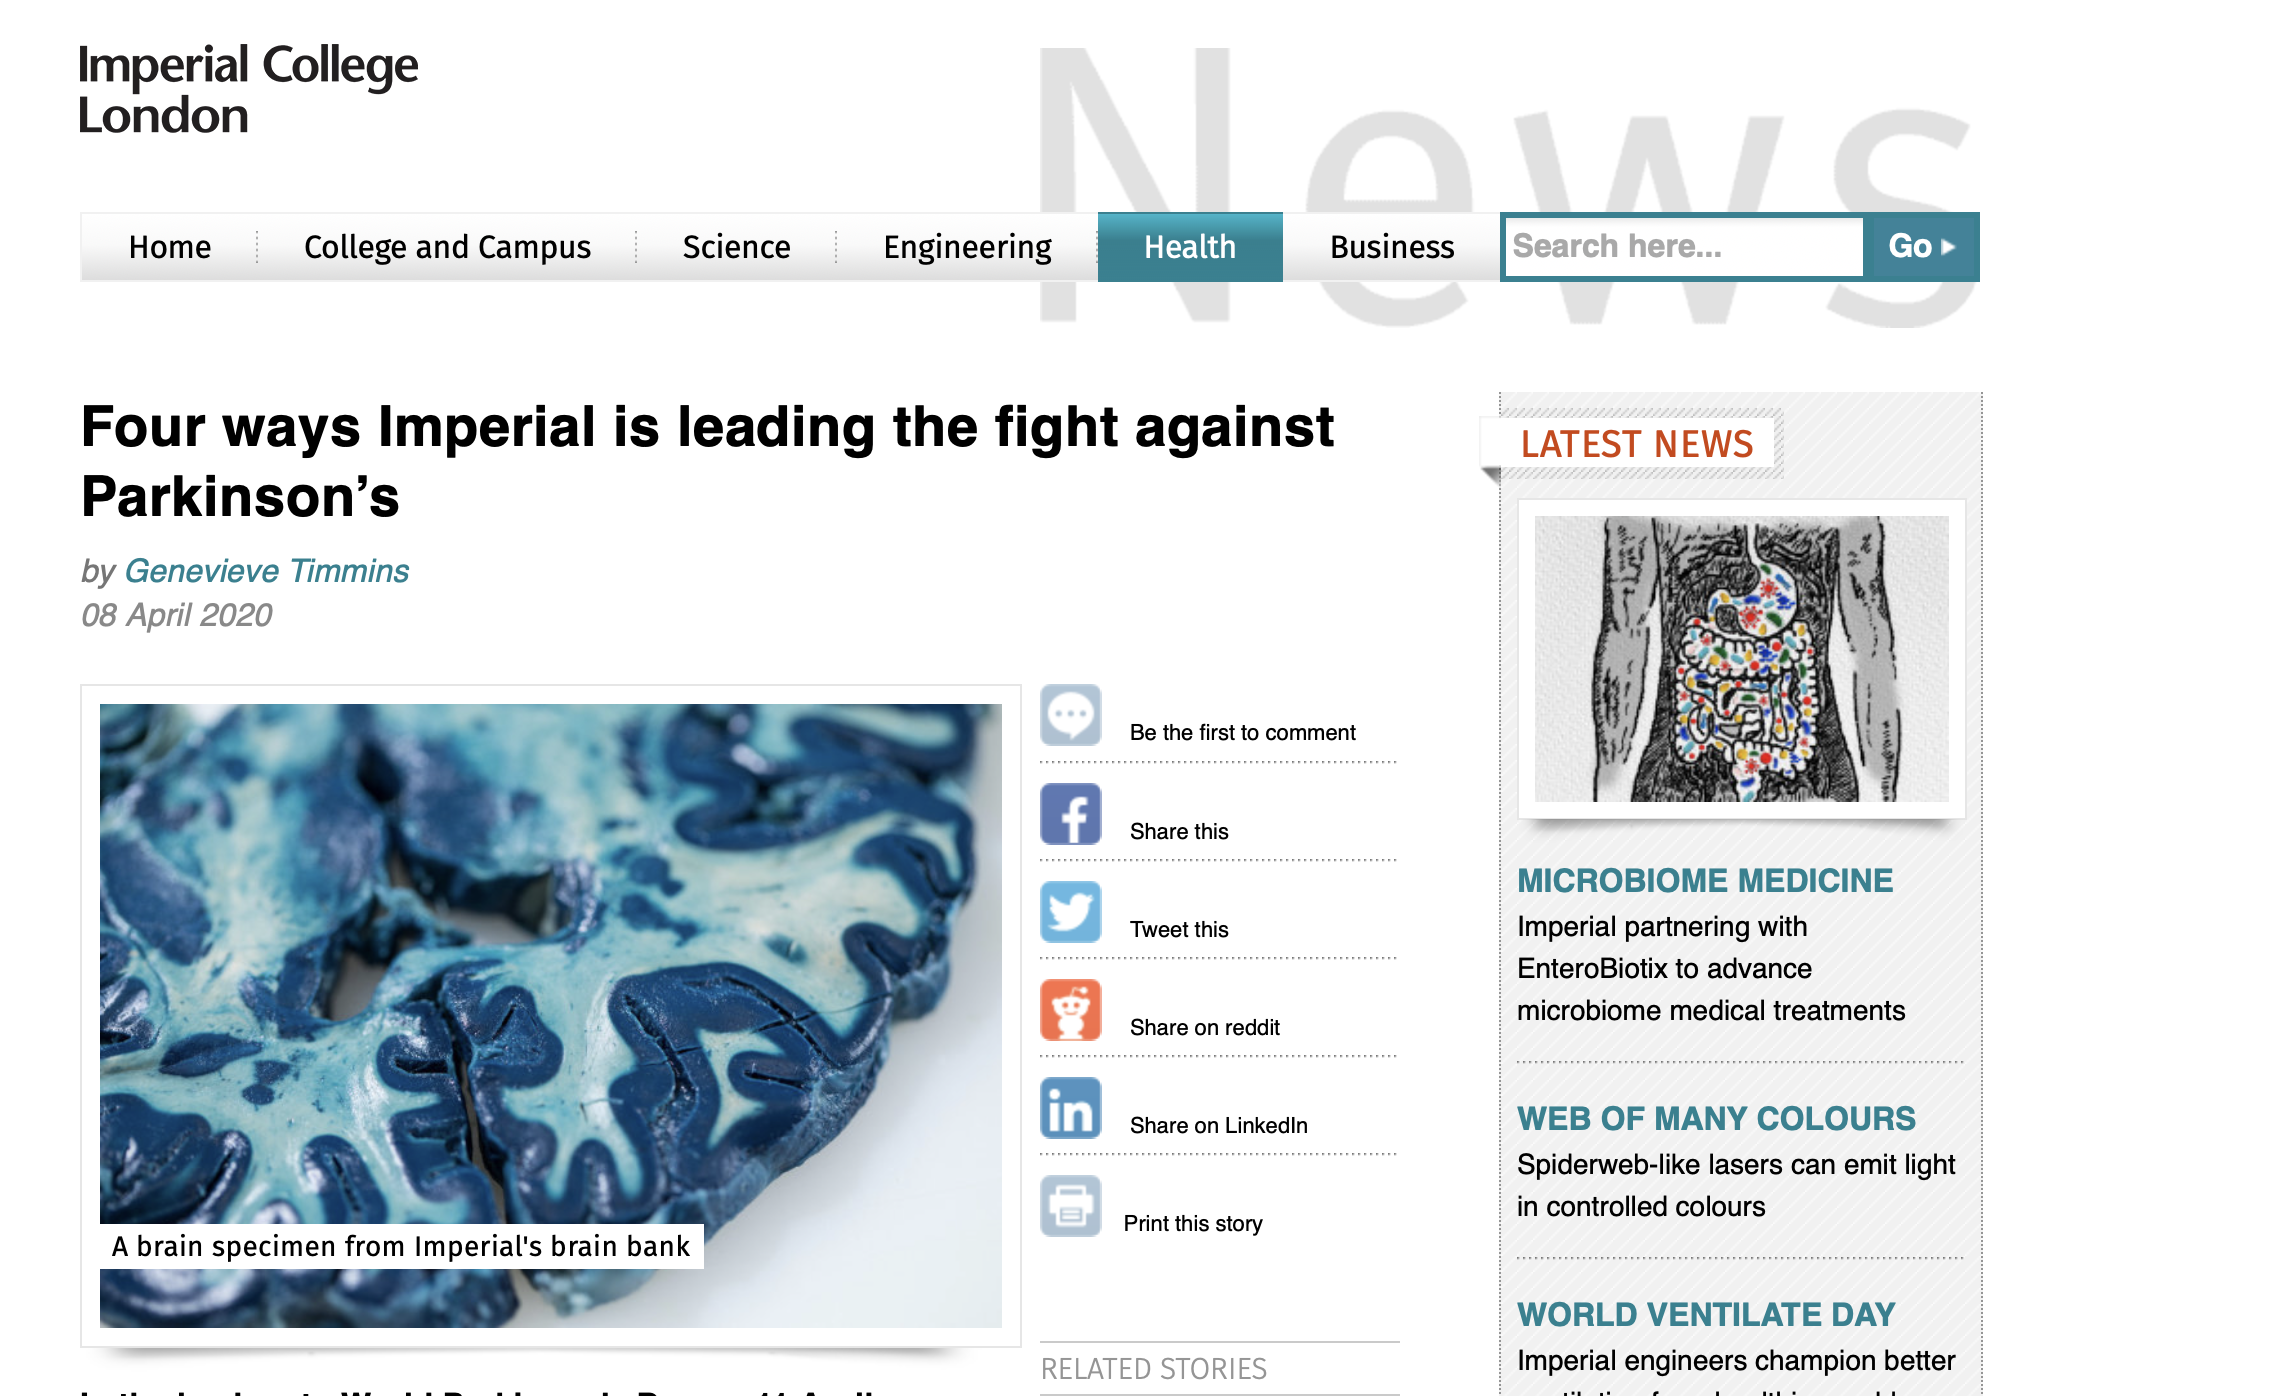 Imperial College
London
News
Home
College and Campus
Science
Engineering
Health
Business
Search here...
Go
Four ways Imperial is leading the fight against
Parkinson’s
by Genevieve Timmins
08 April 2020
A brain specimen from Imperial's brain bank
Be the first to comment
Share this
Tweet this
Share on reddit
Share on LinkedIn
Print this story
RELATED STORIES
LATEST NEWS
MICROBIOME MEDICINE
Imperial partnering with
EnteroBiotix to advance
microbiome medical treatments
WEB OF MANY COLOURS
Spiderweb-like lasers can emit light
in controlled colours
WORLD VENTILATE DAY
Imperial engineers champion better